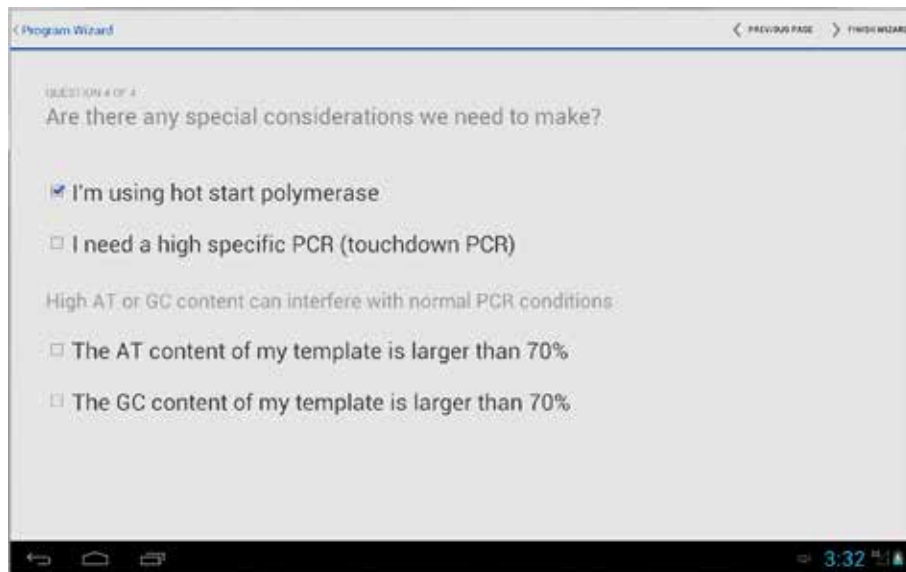 Program Wizard
PREVIOUS PAGE
FINISH WIZARD
QUESTION 4 OF 4
Are there any special considerations we need to make?
I'm using hot start polymerase
I need a high specific PCR (touchdown PCR)
High AT or GC content can interfere with normal PCR conditions
The AT content of my template is larger than 70%
The GC content of my template is larger than 70%
3:32